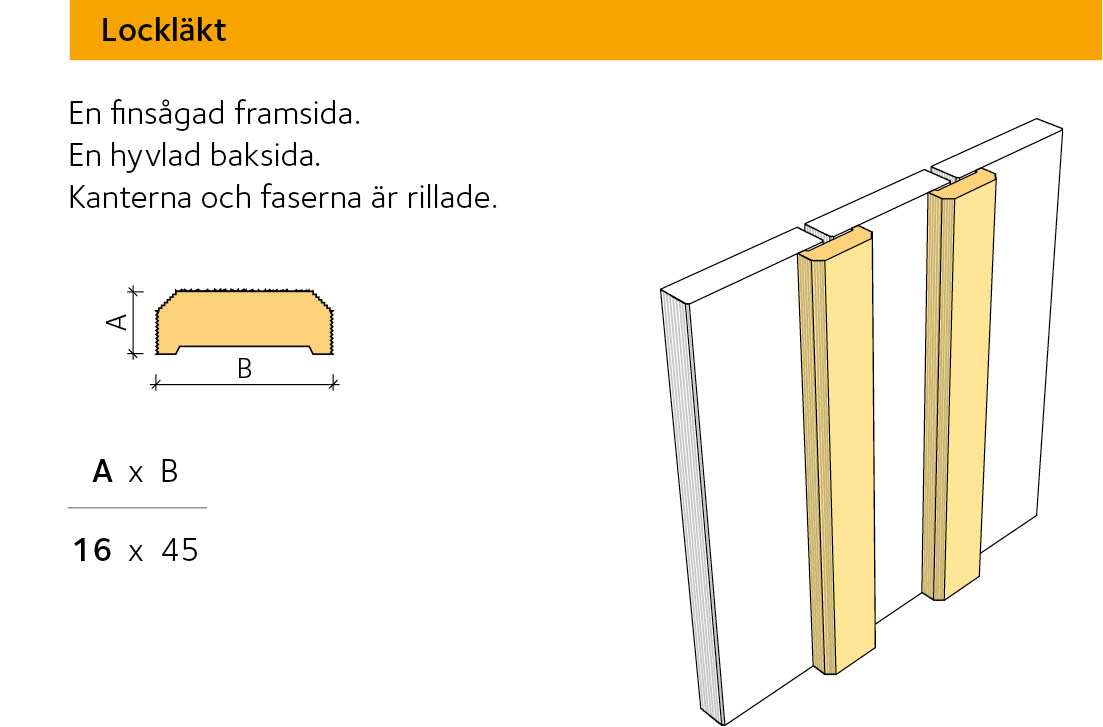 Lockläkt
En finsågad framsida.
En hyvlad baksida.
Kanterna och faserna är rillade.
A
B
A x B
16 x 45